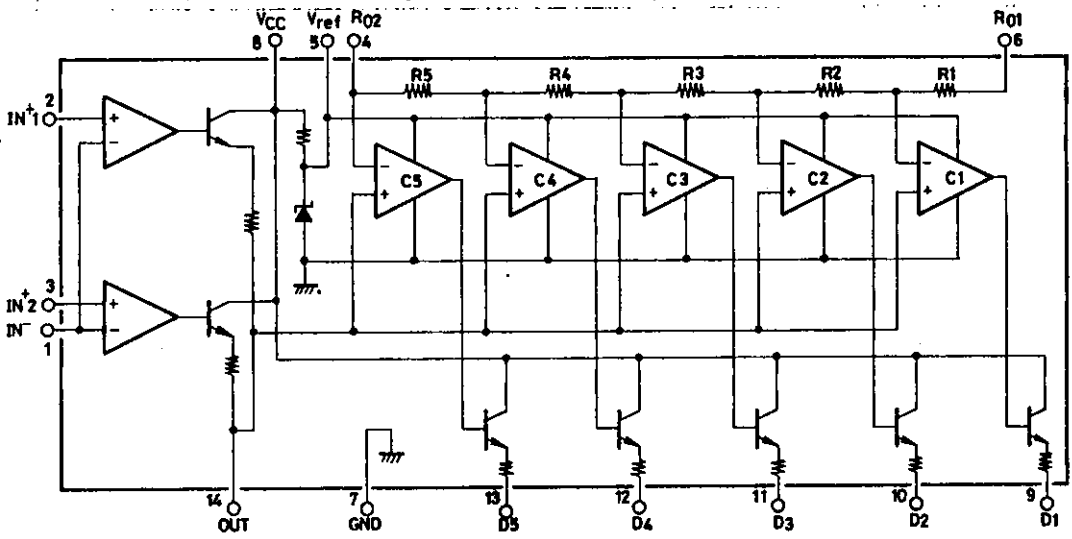 VCC Vref RO2 RO1
8 5 4 6
R5 R4 R3 R2 R1
2
IN+1
+
−
− − − − −
C5 C4 C3 C2 C1
+ + + + +
3
IN+2
+
IN− −
1
14 7 13 12 11 10 9
OUT GND D5 D4 D3 D2 D1